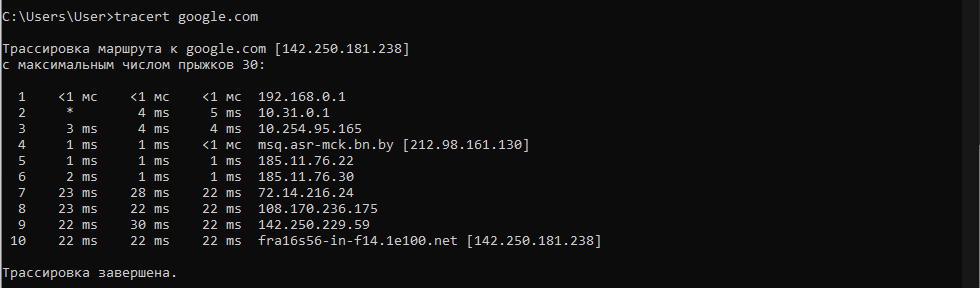 C:\Users\User>tracert google.com
Трассировка маршрута к google.com [142.250.181.238]
с максимальным числом прыжков 30:
1 <1 мс <1 мс <1 мс 192.168.0.1
2 * 4 ms 5 ms 10.31.0.1
3 3 ms 4 ms 4 ms 10.254.95.165
4 1 ms 1 ms <1 мс msq.asr-mck.bn.by [212.98.161.130]
5 1 ms 1 ms 1 ms 185.11.76.22
6 2 ms 1 ms 1 ms 185.11.76.30
7 23 ms 28 ms 22 ms 72.14.216.24
8 23 ms 22 ms 22 ms 108.170.236.175
9 22 ms 30 ms 22 ms 142.250.229.59
10 22 ms 22 ms 22 ms fra16s56-in-f14.1e100.net [142.250.181.238]
Трассировка завершена.